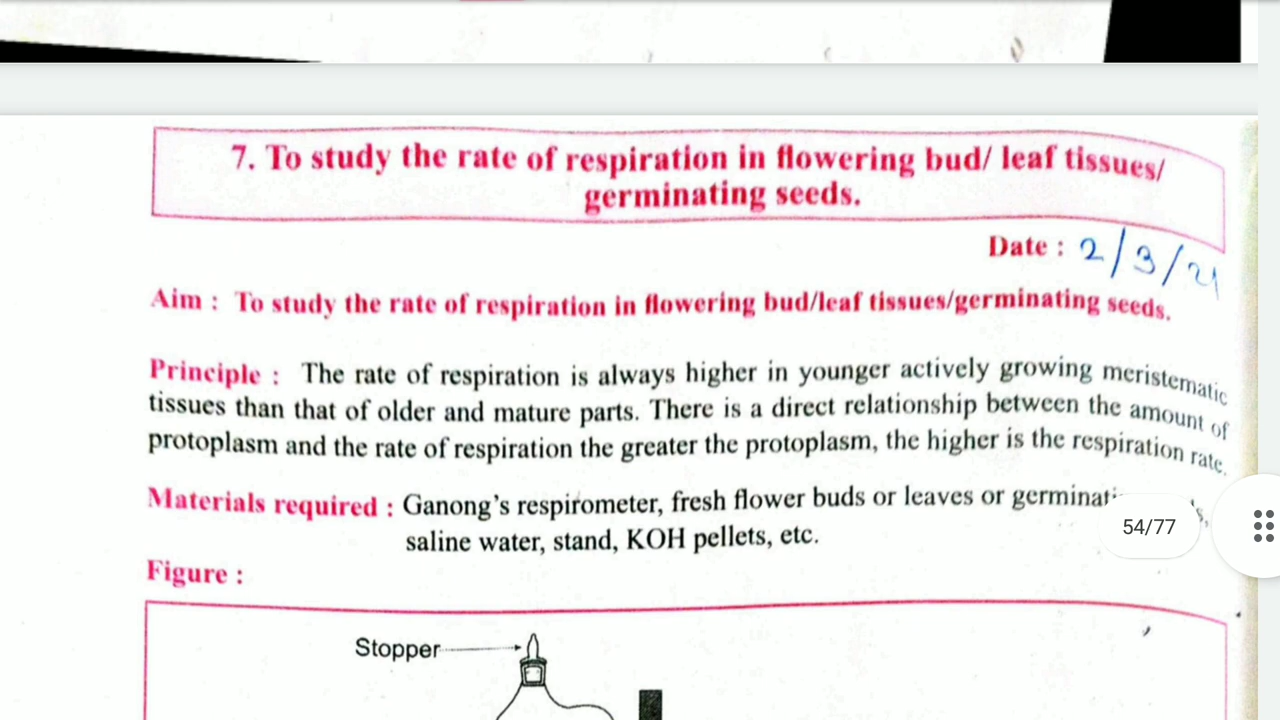 7. To study the rate of respiration in flowering bud/ leaf tissues/
germinating seeds.
Date : 2/3/21
Aim : To study the rate of respiration in flowering bud/leaf tissues/germinating seeds.
Principle : The rate of respiration is always higher in younger actively growing meristematic
tissues than that of older and mature parts. There is a direct relationship between the amount of
protoplasm and the rate of respiration the greater the protoplasm, the higher is the respiration rate.
Materials required : Ganong's respirometer, fresh flower buds or leaves or
saline water, stand, KOH pellets, etc.
54/77
Figure :
Stopper